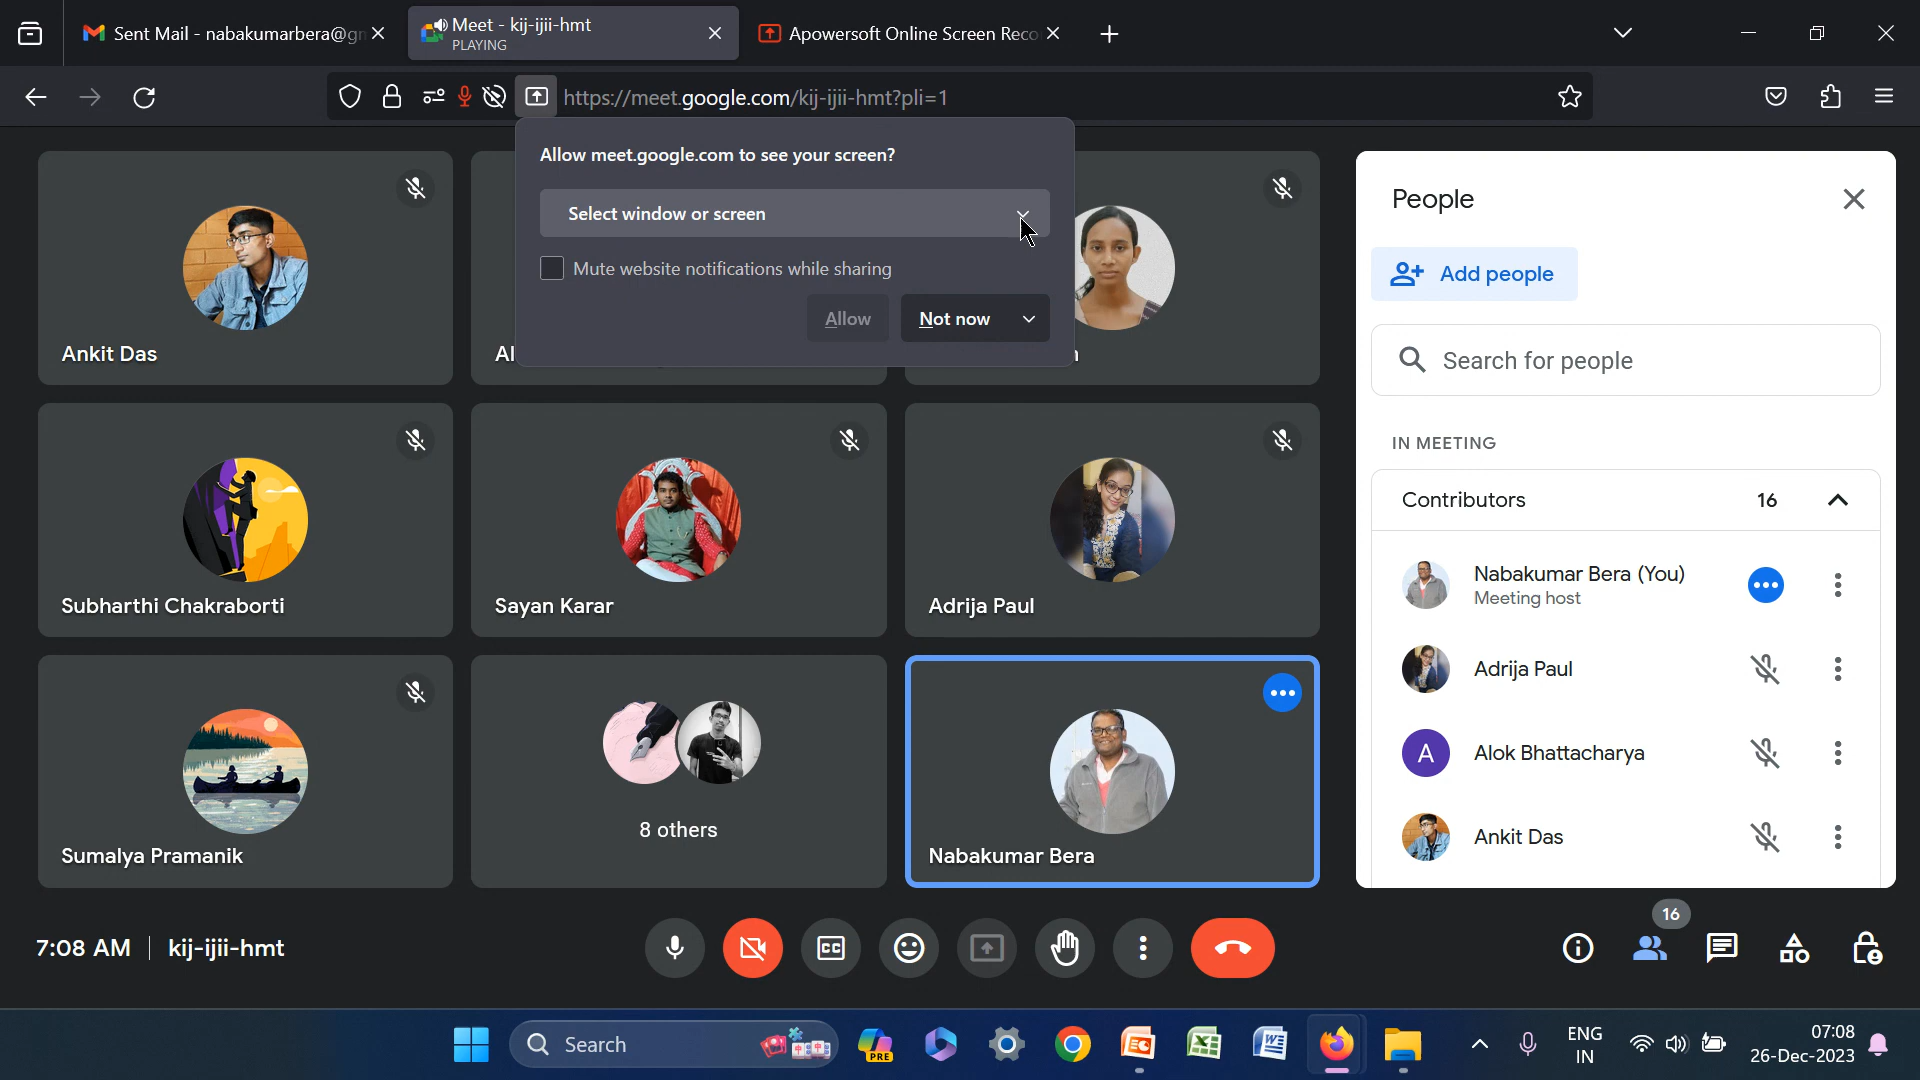 Sent Mail - nabakumarbera@gm
Meet - kij-ijii-hmt
PLAYING
Apowersoft Online Screen Reco
https://meet.google.com/kij-ijii-hmt?pli=1
Allow meet.google.com to see your screen?
Select window or screen
Mute website notifications while sharing
Allow
Not now
Ankit Das
Al
Subharthi Chakraborti
Sayan Karar
Adrija Paul
Sumalya Pramanik
8 others
Nabakumar Bera
People
Add people
Search for people
IN MEETING
Contributors 16
Nabakumar Bera (You)
Meeting host
Adrija Paul
A Alok Bhattacharya
Ankit Das
7:08 AM | kij-ijii-hmt
CC
16
Search
PRE
ENG
IN
07:08
26-Dec-2023